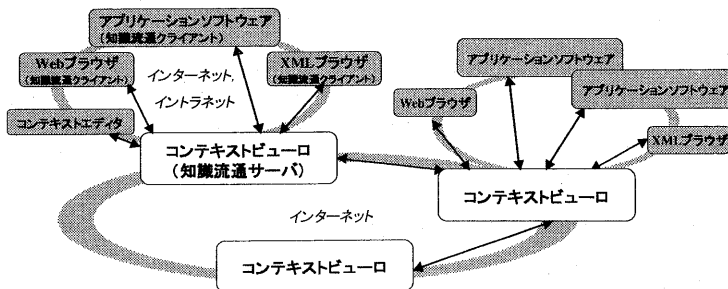 アプリケーションソフトウェア
(知識流通クライアント)
Webブラウザ
(知識流通クライアント)
インターネット,
イントラネット
XMLブラウザ
(知識流通クライアント)
コンテキストエディタ
コンテキストビューロ
(知識流通サーバ)
アプリケーションソフトウェア
アプリケーションソフトウェア
Webブラウザ
XMLブラウザ
コンテキストビューロ
インターネット
コンテキストビューロ